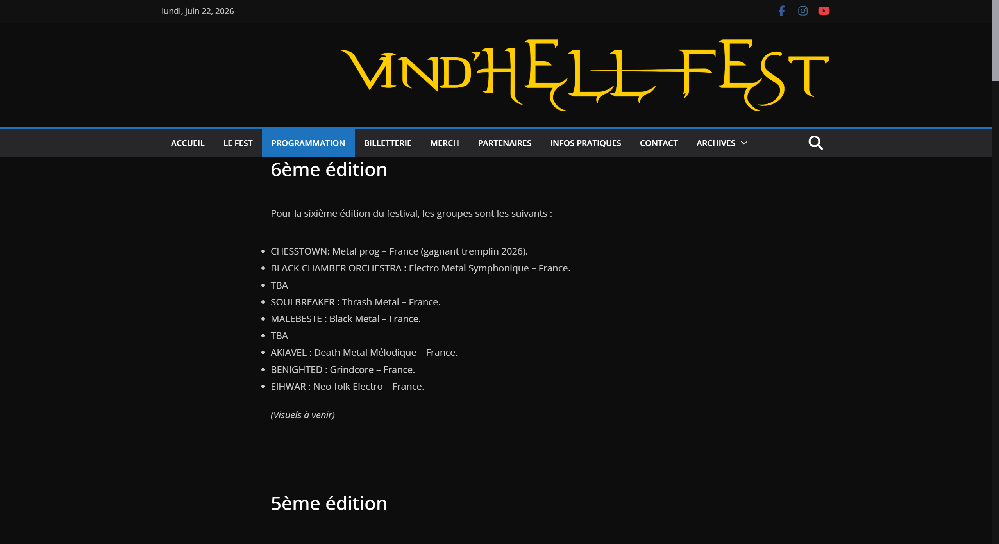 lundi, juin 22, 2026
VIND'HELL FEST
ACCUEIL LE FEST PROGRAMMATION BILLETTERIE MERCH PARTENAIRES INFOS PRATIQUES CONTACT ARCHIVES
6ème édition
Pour la sixième édition du festival, les groupes sont les suivants :
• CHESSTOWN: Metal prog – France (gagnant tremplin 2026).
• BLACK CHAMBER ORCHESTRA : Electro Metal Symphonique – France.
• TBA
• SOULBREAKER : Thrash Metal – France.
• MALEBESTE : Black Metal – France.
• TBA
• AKIAVEL : Death Metal Mélodique – France.
• BENIGHTED : Grindcore – France.
• EIHWAR : Neo-folk Electro – France.
(Visuels à venir)
5ème édition